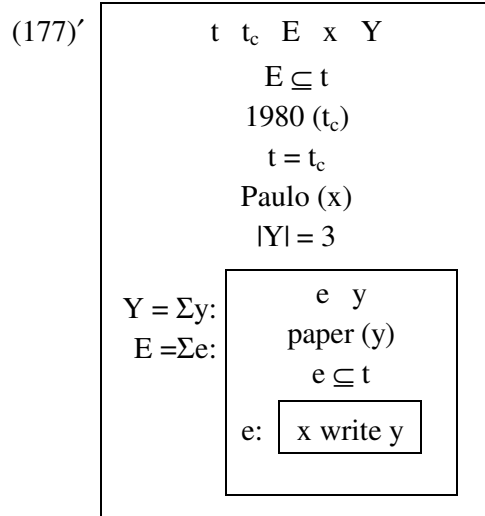 (177)′ t t_c E x Y
E ⊆ t
1980 (t_c)
t = t_c
Paulo (x)
|Y| = 3
Y = Σy: e y
E =Σe: paper (y)
e ⊆ t
e: x write y